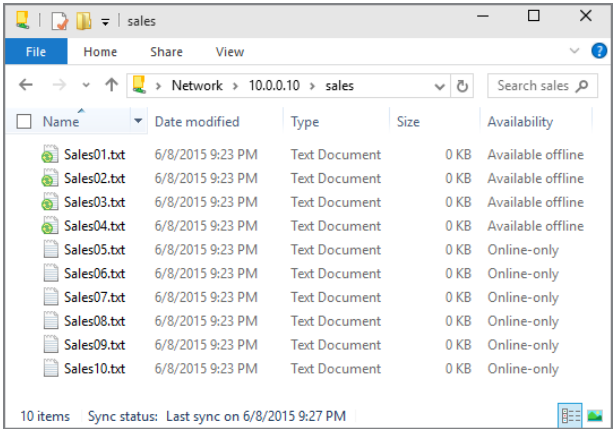 sales
File Home Share View
Network > 10.0.0.10 > sales Search sales
Name Date modified Type Size Availability
Sales01.txt 6/8/2015 9:23 PM Text Document 0 KB Available offline
Sales02.txt 6/8/2015 9:23 PM Text Document 0 KB Available offline
Sales03.txt 6/8/2015 9:23 PM Text Document 0 KB Available offline
Sales04.txt 6/8/2015 9:23 PM Text Document 0 KB Available offline
Sales05.txt 6/8/2015 9:23 PM Text Document 0 KB Online-only
Sales06.txt 6/8/2015 9:23 PM Text Document 0 KB Online-only
Sales07.txt 6/8/2015 9:23 PM Text Document 0 KB Online-only
Sales08.txt 6/8/2015 9:23 PM Text Document 0 KB Online-only
Sales09.txt 6/8/2015 9:23 PM Text Document 0 KB Online-only
Sales10.txt 6/8/2015 9:23 PM Text Document 0 KB Online-only
10 items Sync status: Last sync on 6/8/2015 9:27 PM